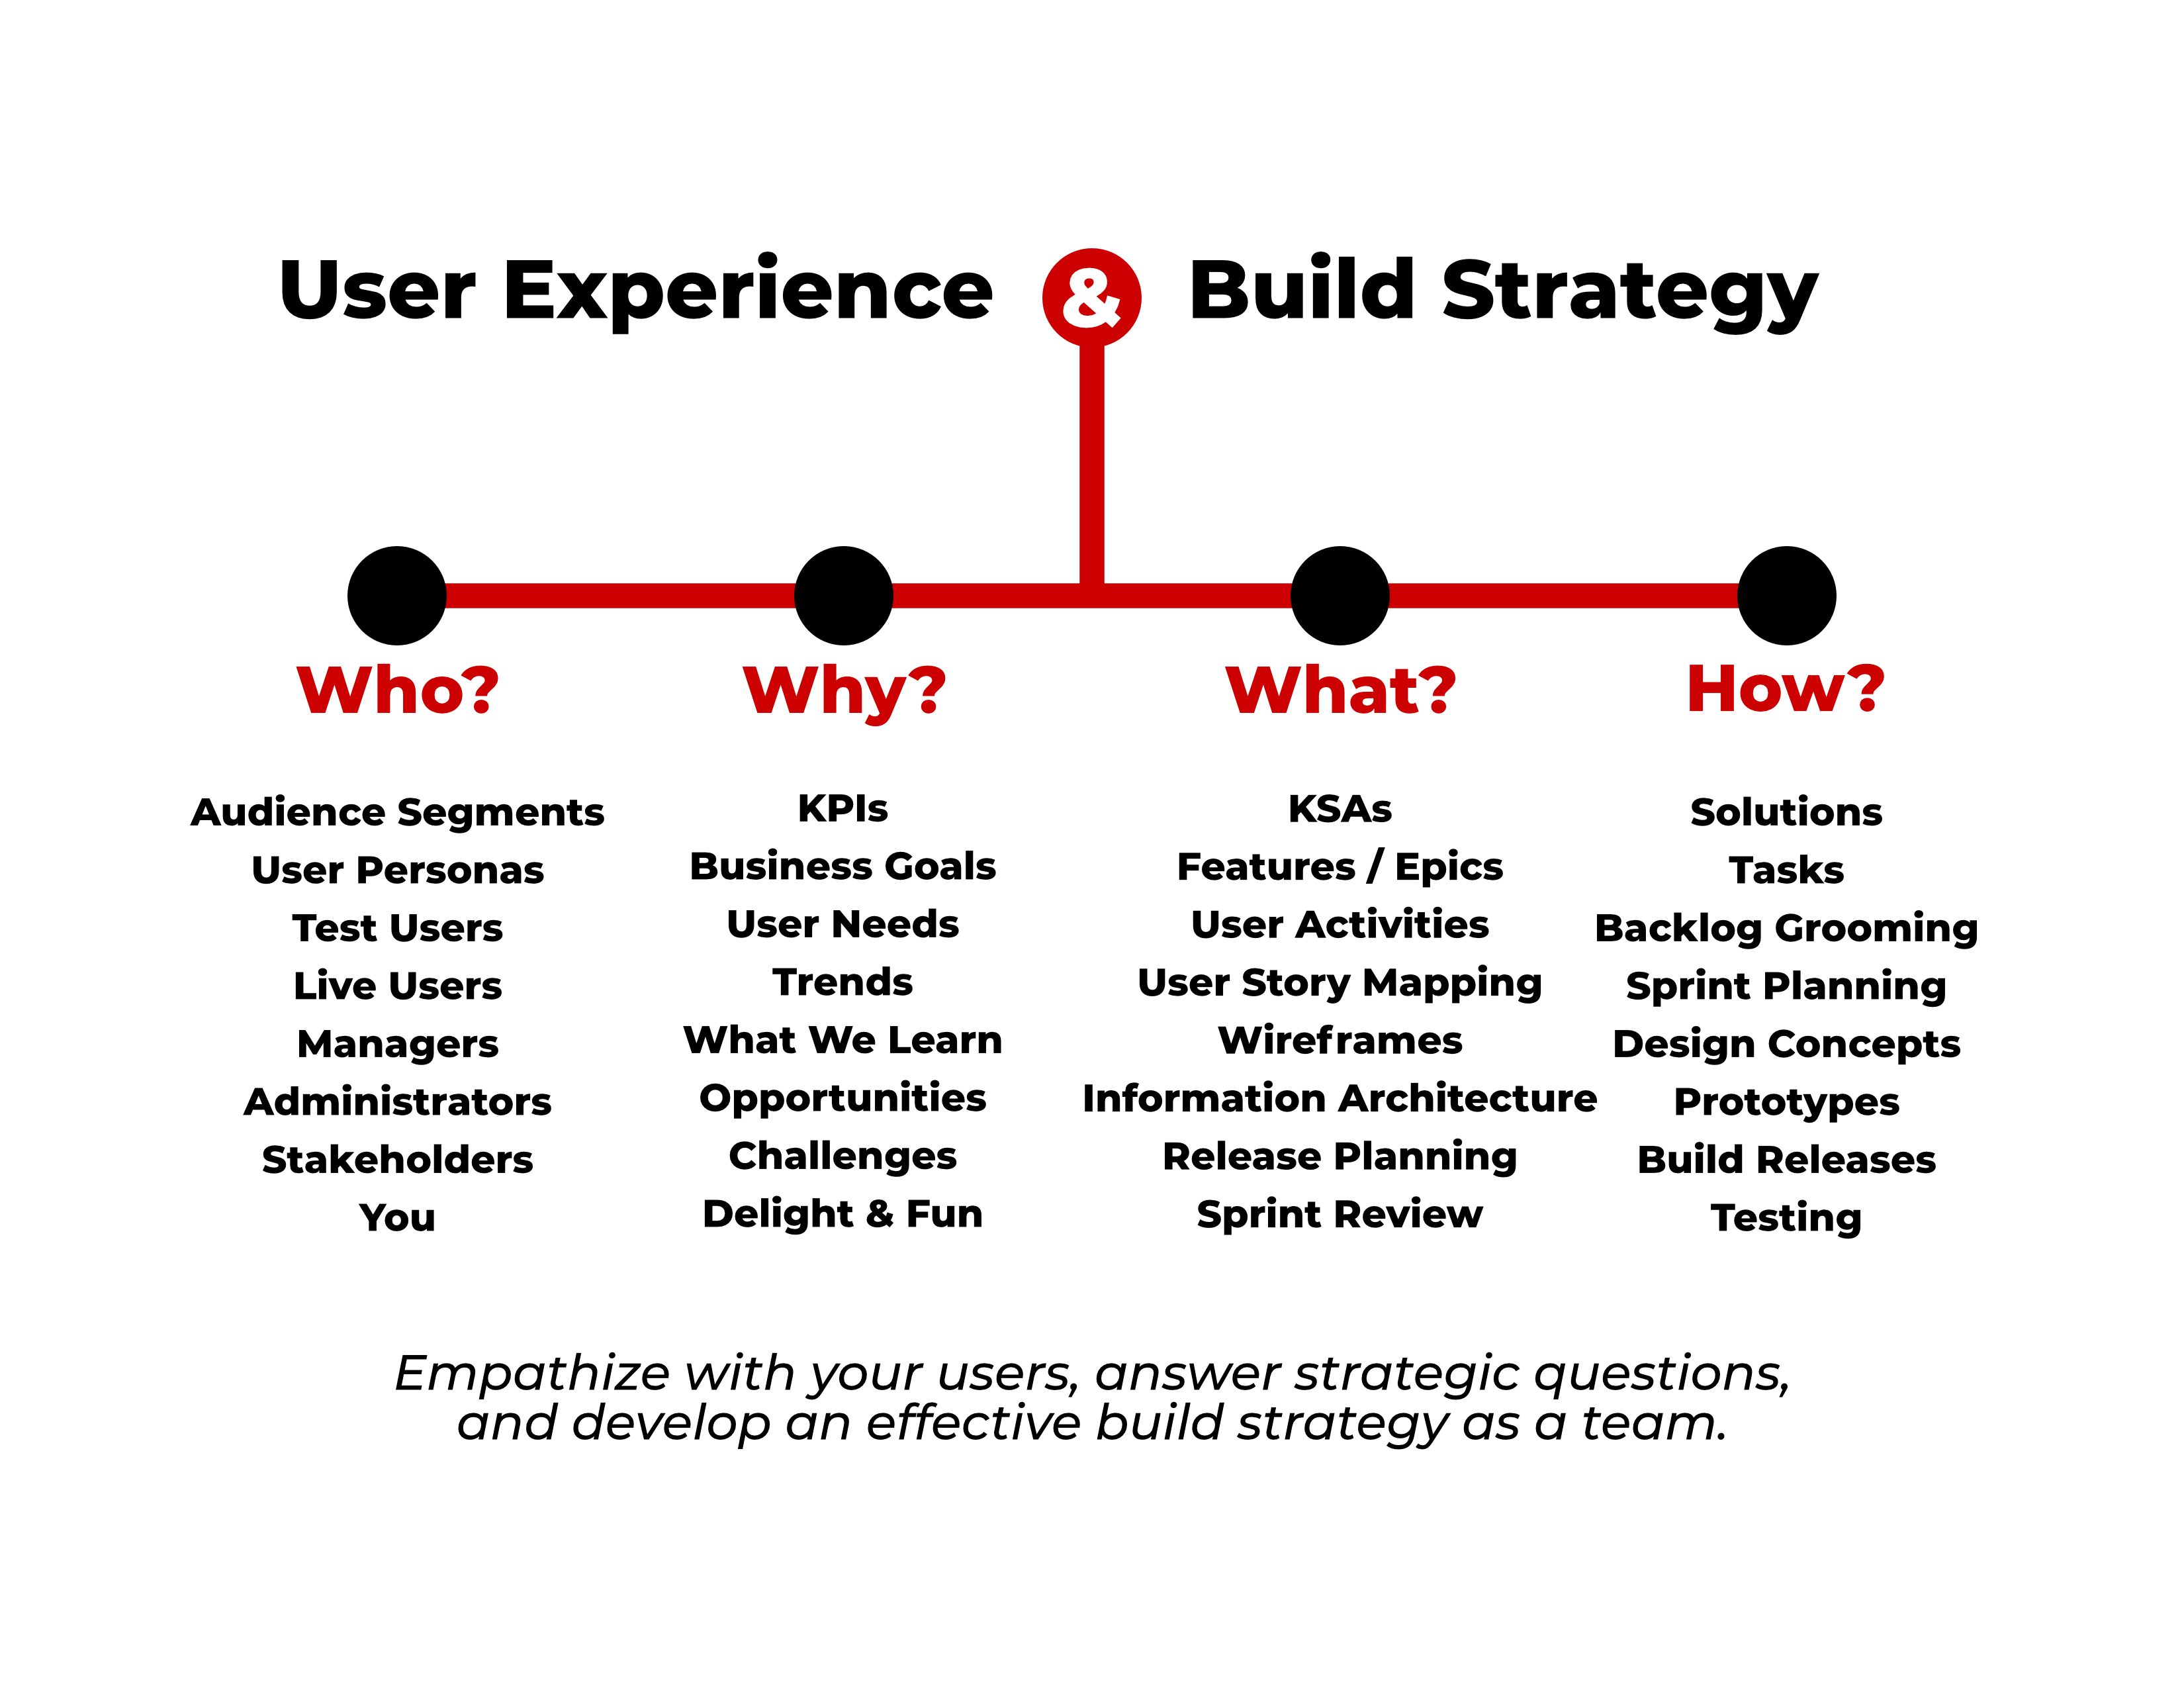 User Experience & Build Strategy
Who?
Audience Segments
User Personas
Test Users
Live Users
Managers
Administrators
Stakeholders
You
Why?
KPIs
Business Goals
User Needs
Trends
What We Learn
Opportunities
Challenges
Delight & Fun
What?
KSAs
Features / Epics
User Activities
User Story Mapping
Wireframes
Information Architecture
Release Planning
Sprint Review
How?
Solutions
Tasks
Backlog Grooming
Sprint Planning
Design Concepts
Prototypes
Build Releases
Testing
Empathize with your users, answer strategic questions,
and develop an effective build strategy as a team.